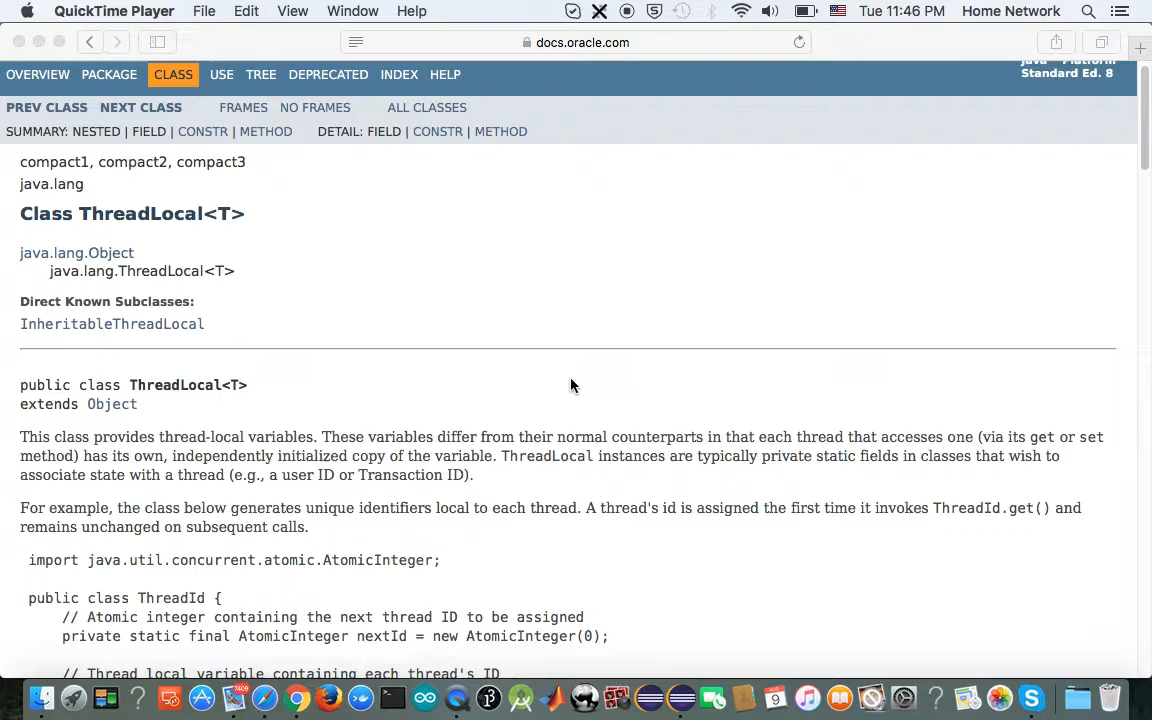 QuickTime Player File Edit View Window Help Tue 11:46 PM Home Network
docs.oracle.com
OVERVIEW PACKAGE CLASS USE TREE DEPRECATED INDEX HELP
Standard Ed. 8
PREV CLASS NEXT CLASS FRAMES NO FRAMES ALL CLASSES
SUMMARY: NESTED | FIELD | CONSTR | METHOD DETAIL: FIELD | CONSTR | METHOD
compact1, compact2, compact3
java.lang
Class ThreadLocal<T>
java.lang.Object
java.lang.ThreadLocal<T>
Direct Known Subclasses:
InheritableThreadLocal
public class ThreadLocal<T>
extends Object
This class provides thread-local variables. These variables differ from their normal counterparts in that each thread that accesses one (via its get or set
method) has its own, independently initialized copy of the variable. ThreadLocal instances are typically private static fields in classes that wish to
associate state with a thread (e.g., a user ID or Transaction ID).
For example, the class below generates unique identifiers local to each thread. A thread's id is assigned the first time it invokes ThreadId.get() and
remains unchanged on subsequent calls.
import java.util.concurrent.atomic.AtomicInteger;
public class ThreadId {
// Atomic integer containing the next thread ID to be assigned
private static final AtomicInteger nextId = new AtomicInteger(0);
// Thread local variable containing each thread's ID